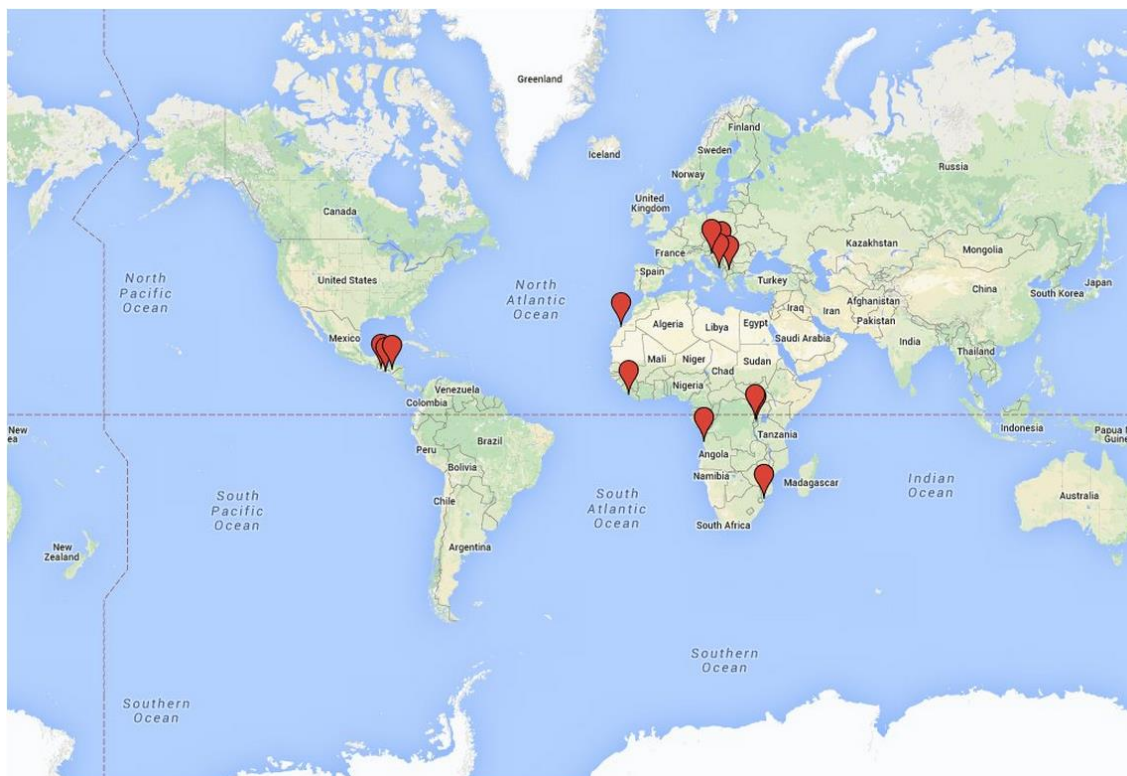 Greenland
Iceland
Finland
Sweden
Norway
Russia
United
Kingdom
Canada
Kazakhstan
Mongolia
France
Spain
Turkey
North
Pacific
Ocean
United States
North
Atlantic
Ocean
China
South Korea
Japan
Afghanistan
Iraq
Iran
Pakistan
Algeria
Libya
Egypt
Saudi Arabia
India
Mexico
Mali
Niger
Chad
Sudan
Thailand
Nigeria
Venezuela
Colombia
Indonesia
Papua New
Guinea
Tanzania
Peru
Brazil
Angola
Bolivia
Namibia
Madagascar
Indian
Ocean
Australia
South
Pacific
Ocean
Chile
South
Atlantic
Ocean
South Africa
New
Zealand
Argentina
Southern
Ocean
Southern
Ocean